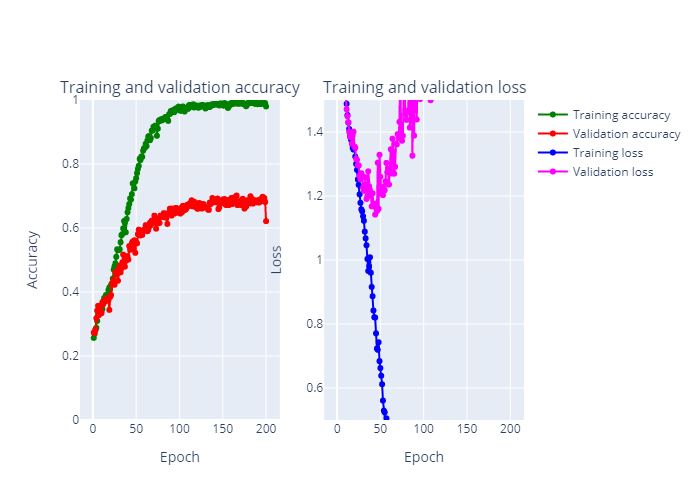 Training and validation accuracy
Training and validation loss
1
0.8
0.6
0.4
0.2
0
0
50
100
150
200
Epoch
Accuracy
1.4
1.2
1
0.8
0.6
0
50
100
150
200
Epoch
Loss
Training accuracy
Validation accuracy
Training loss
Validation loss